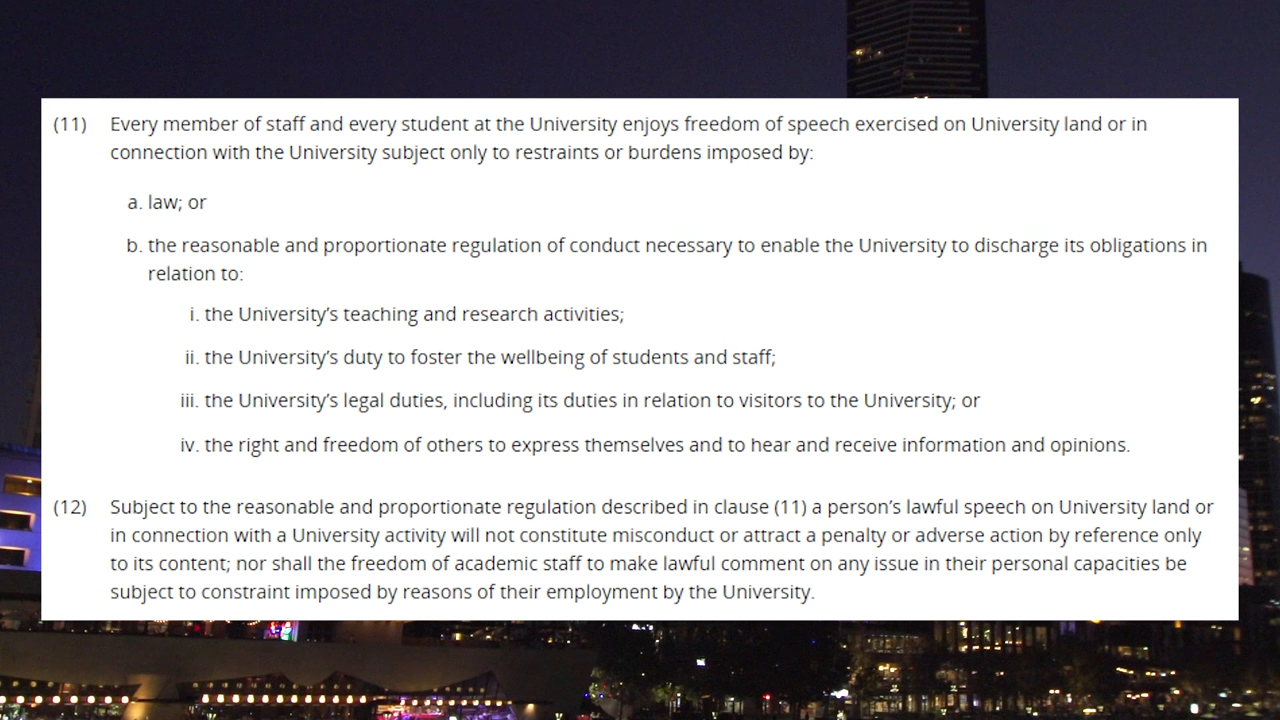 (11) Every member of staff and every student at the University enjoys freedom of speech exercised on University land or in
connection with the University subject only to restraints or burdens imposed by:
a. law; or
b. the reasonable and proportionate regulation of conduct necessary to enable the University to discharge its obligations in
relation to:
i. the University’s teaching and research activities;
ii. the University’s duty to foster the wellbeing of students and staff;
iii. the University’s legal duties, including its duties in relation to visitors to the University; or
iv. the right and freedom of others to express themselves and to hear and receive information and opinions.
(12) Subject to the reasonable and proportionate regulation described in clause (11) a person’s lawful speech on University land or
in connection with a University activity will not constitute misconduct or attract a penalty or adverse action by reference only
to its content; nor shall the freedom of academic staff to make lawful comment on any issue in their personal capacities be
subject to constraint imposed by reasons of their employment by the University.